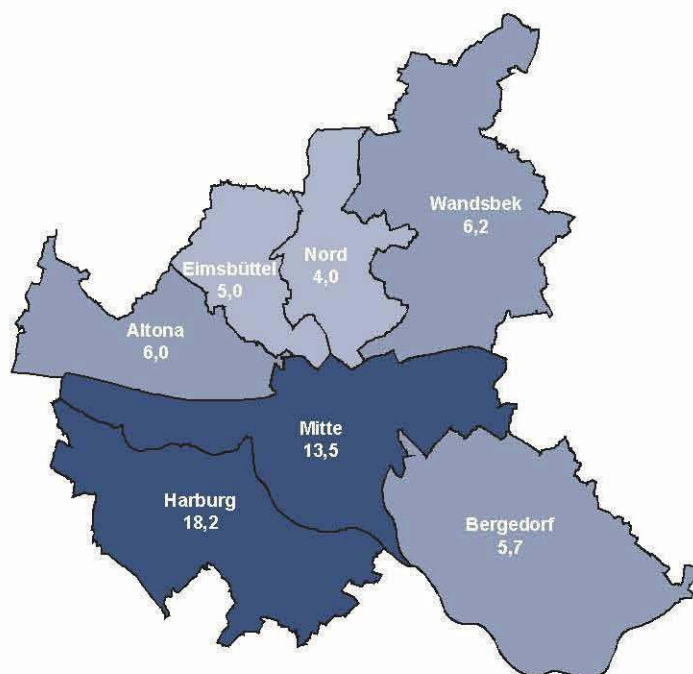 Wandsbek
6,2
Nord
4,0
Eimsbüttel
5,0
Altona
6,0
Mitte
13,5
Harburg
18,2
Bergedorf
5,7